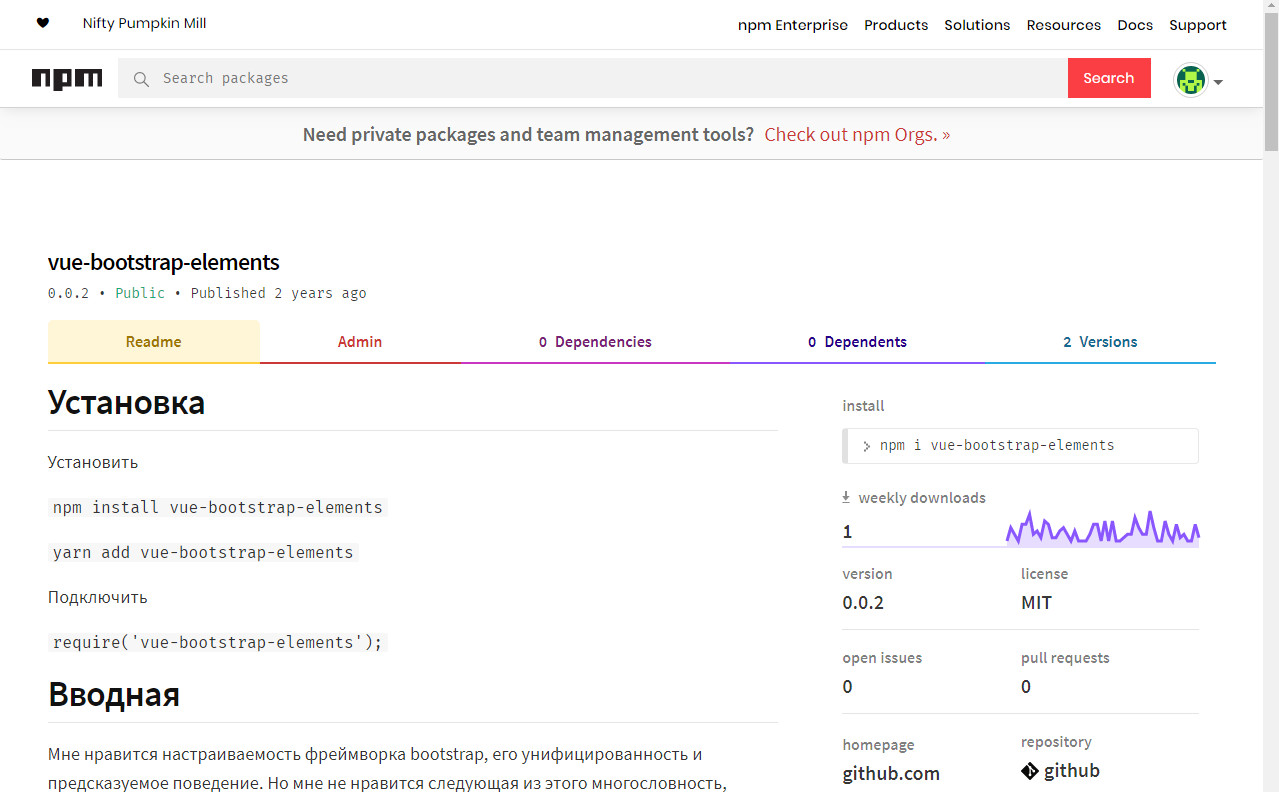 Nifty Pumpkin Mill
npm Enterprise Products Solutions Resources Docs Support
npm
Search packages
Search
Need private packages and team management tools? Check out npm Orgs. »
vue-bootstrap-elements
0.0.2 • Public • Published 2 years ago
Readme
Admin
0 Dependencies
0 Dependents
2 Versions
Установка
Установить
npm install vue-bootstrap-elements
yarn add vue-bootstrap-elements
Подключить
require('vue-bootstrap-elements');
Вводная
Мне нравится настраиваемость фреймворка bootstrap, его унифицированность и
предсказуемое поведение. Но мне не нравится следующая из этого многословность,
install
npm i vue-bootstrap-elements
weekly downloads
1
version
0.0.2
license
MIT
open issues
0
pull requests
0
homepage
github.com
repository
github